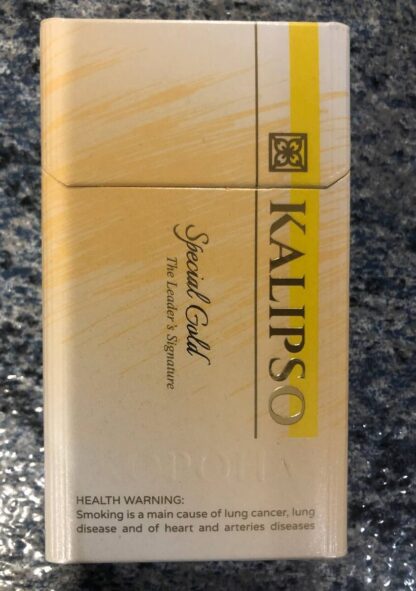 KALIPSO
Special Gold
The Leader's Signature
HEALTH WARNING:
Smoking is a main cause of lung cancer, lung
disease and of heart and arteries diseases